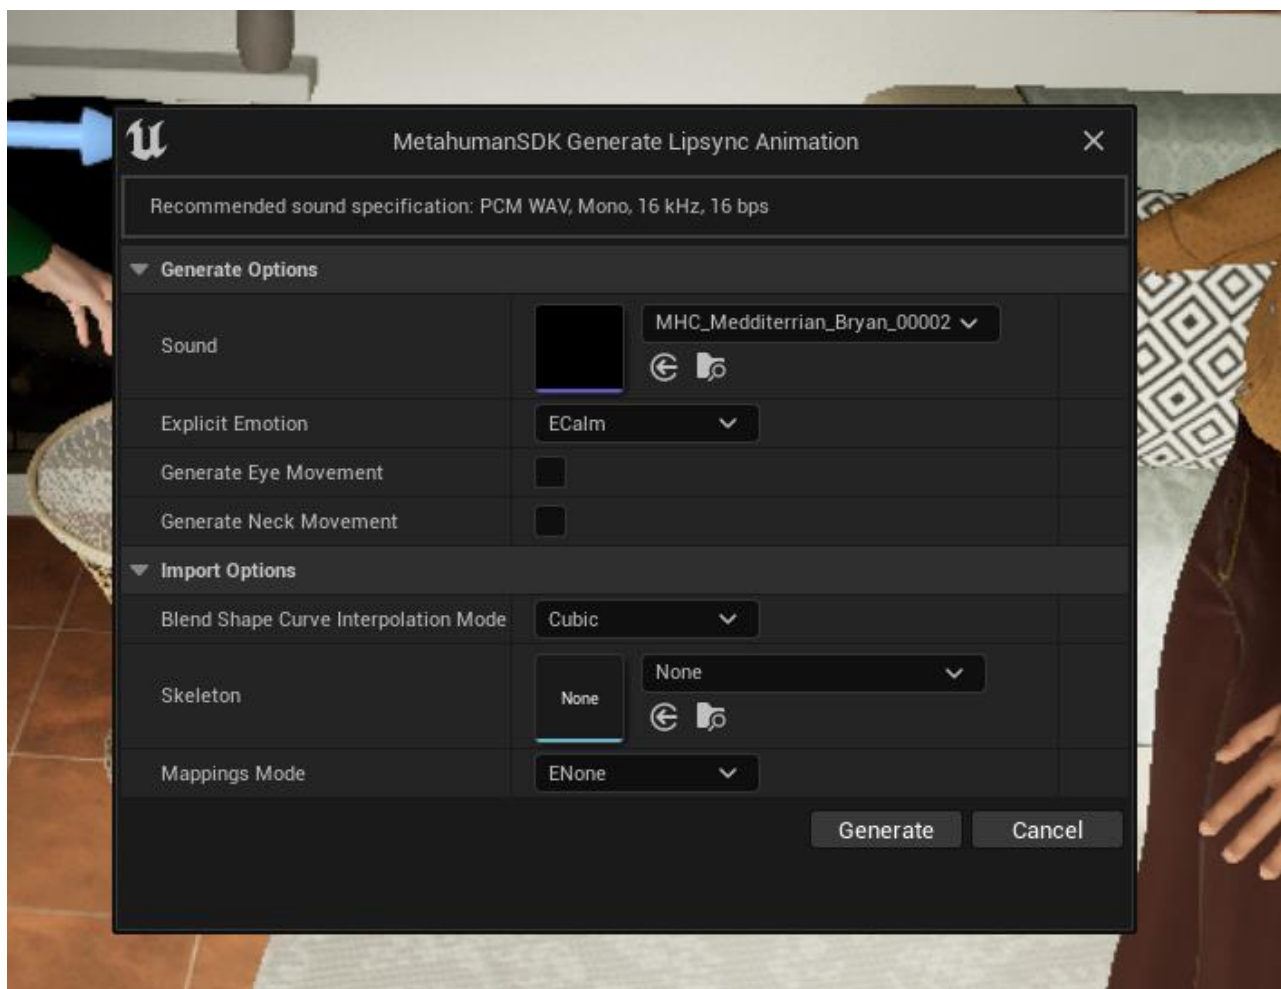 MetahumanSDK Generate Lipsync Animation
Recommended sound specification: PCM WAV, Mono, 16 kHz, 16 bps
Generate Options
Sound
MHC_Medditerrian_Bryan_00002
Explicit Emotion
ECalm
Generate Eye Movement
Generate Neck Movement
Import Options
Blend Shape Curve Interpolation Mode
Cubic
Skeleton
None
None
Mappings Mode
ENone
Generate
Cancel